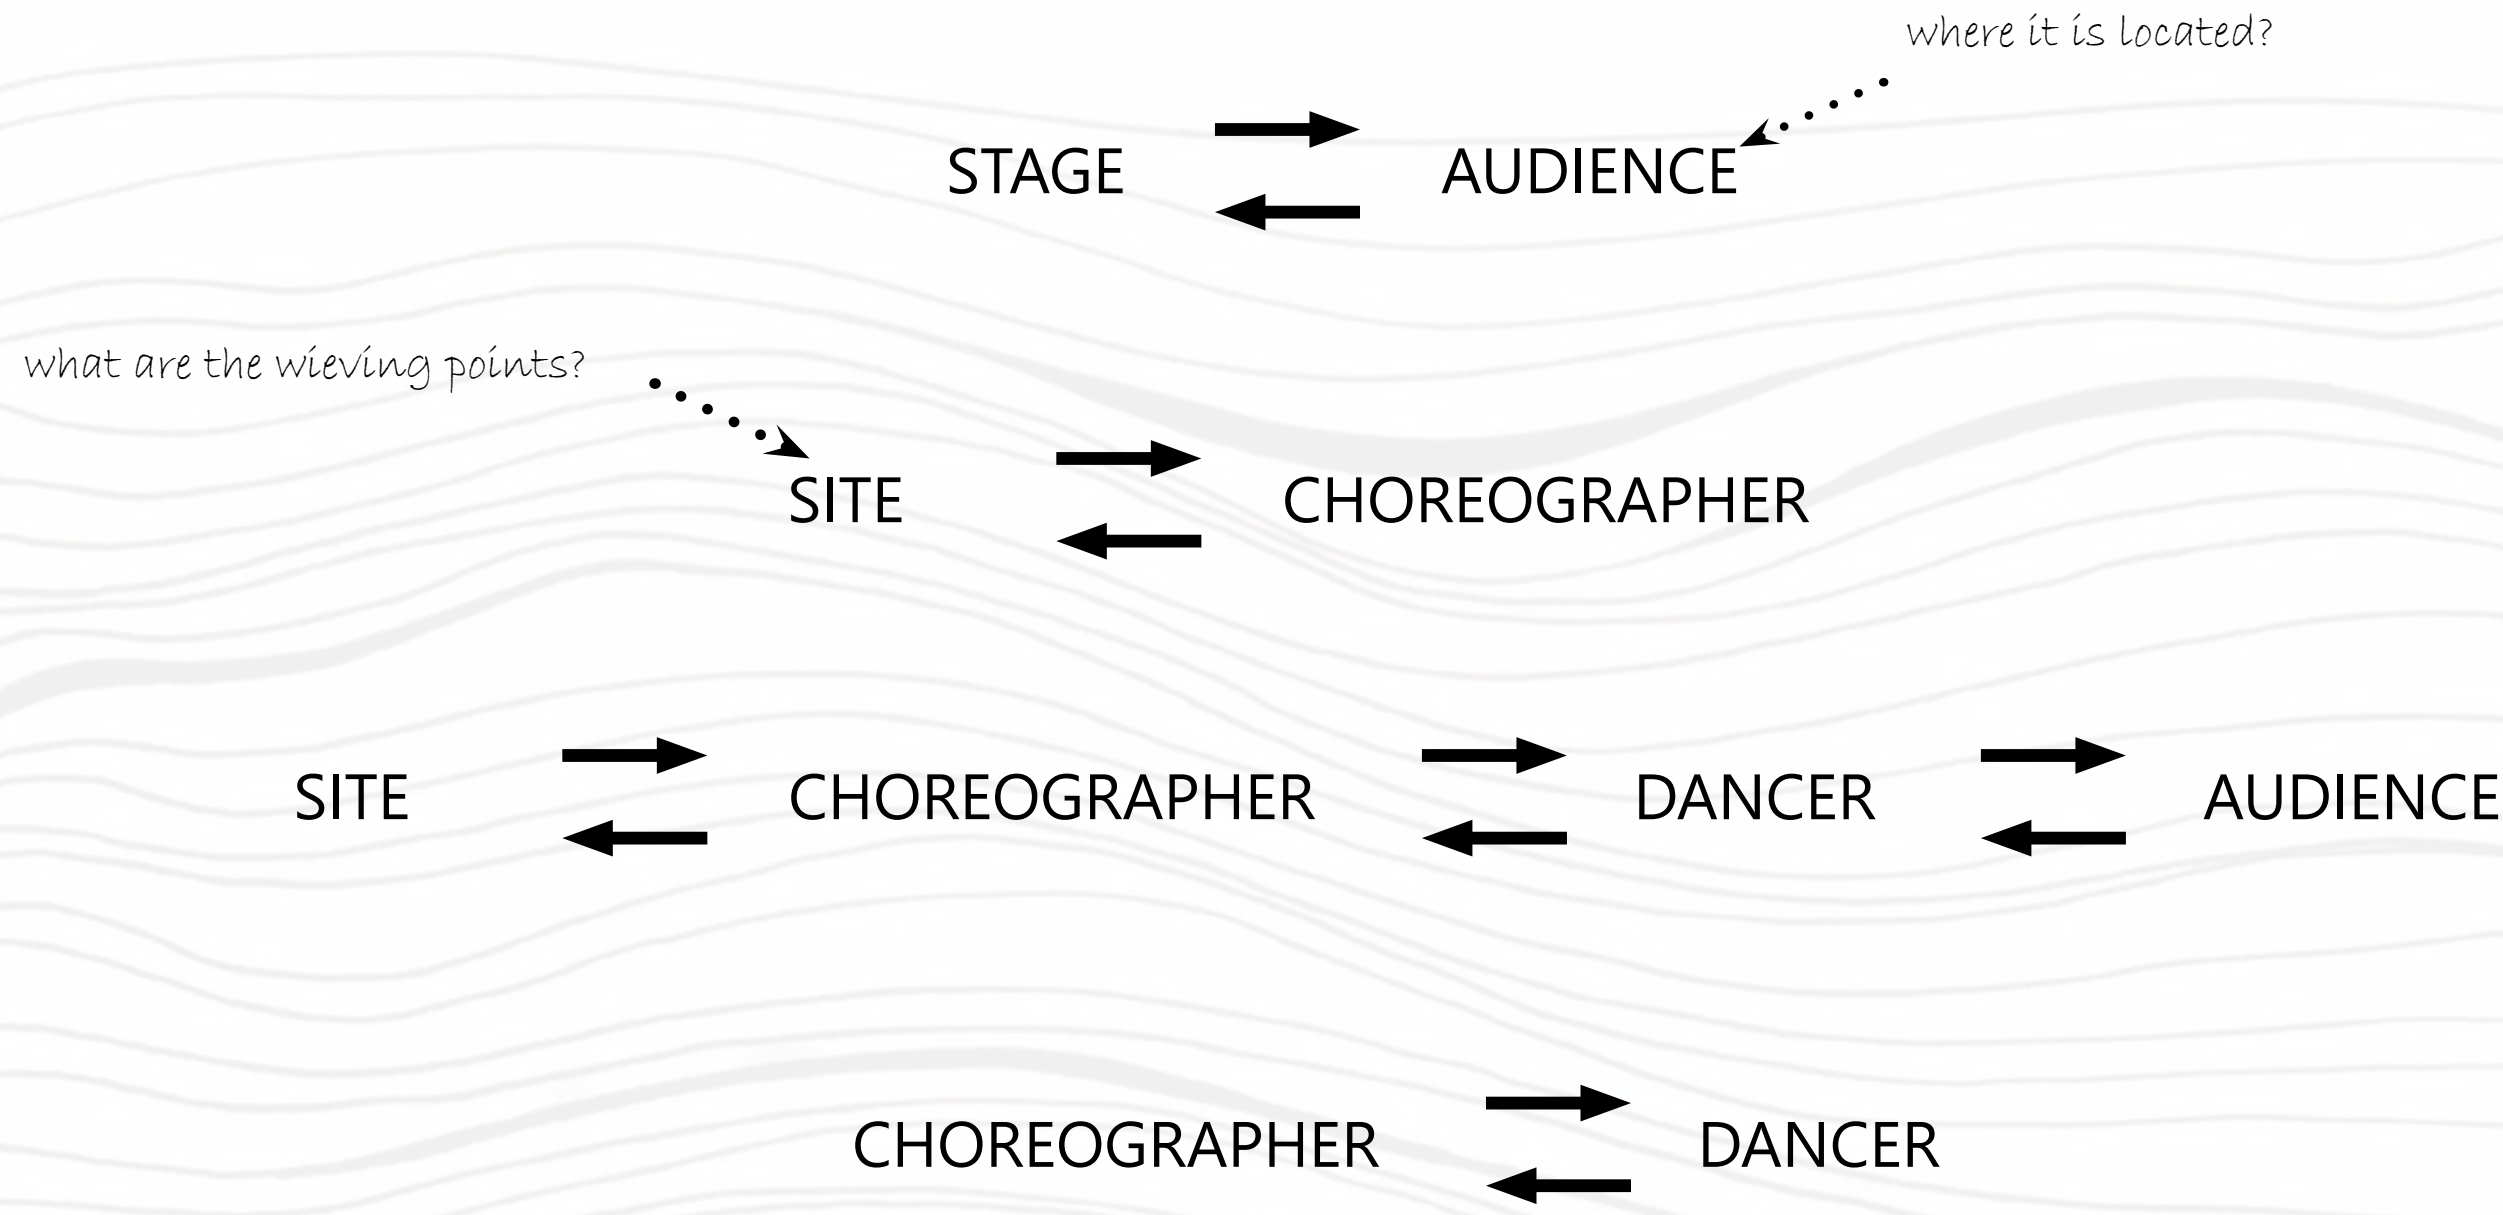 where it is located?
STAGE AUDIENCE
what are the wieving points?
SITE CHOREOGRAPHER
SITE CHOREOGRAPHER DANCER AUDIENCE
CHOREOGRAPHER DANCER